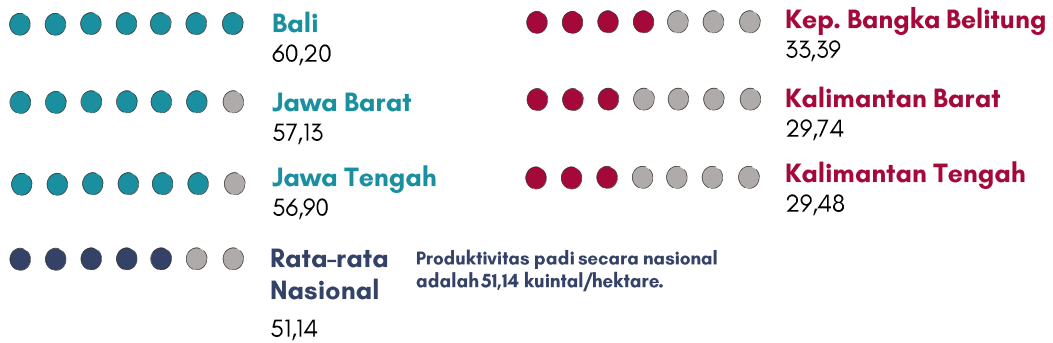 Bali
60,20
Jawa Barat
57,13
Jawa Tengah
56,90
Rata-rata
Nasional
51,14
Produktivitas padi secara nasional
adalah 51,14 kuintal/hektare.
Kep. Bangka Belitung
33,39
Kalimantan Barat
29,74
Kalimantan Tengah
29,48